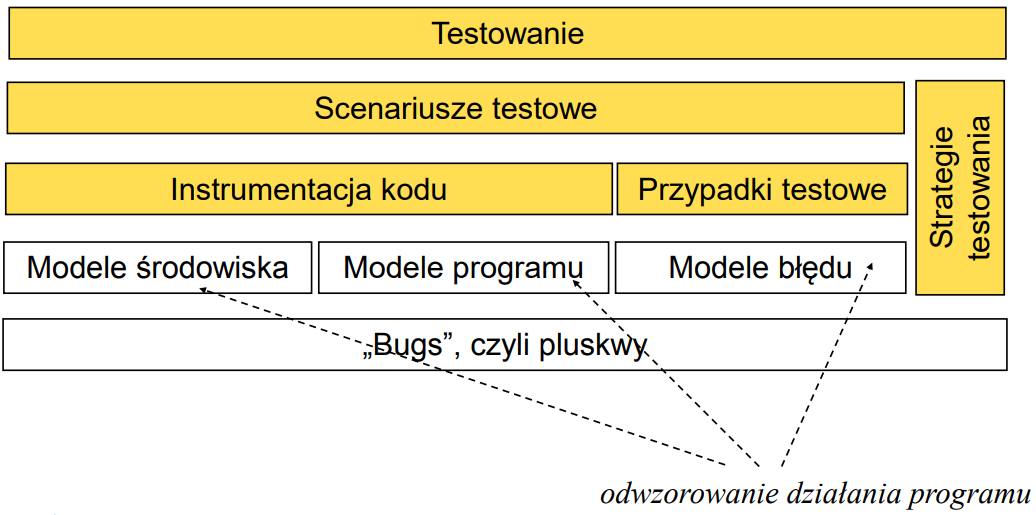 Testowanie
Scenariusze testowe
Strategie
testowania
Instrumentacja kodu
Przypadki testowe
Modele środowiska
Modele programu
Modele błędu
„Bugs”, czyli pluskwy
odwzorowanie działania programu